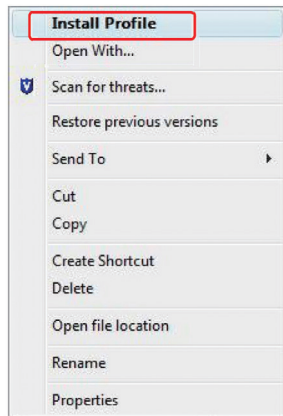 Install Profile
Open With...
Scan for threats...
Restore previous versions
Send To
Cut
Copy
Create Shortcut
Delete
Open file location
Rename
Properties